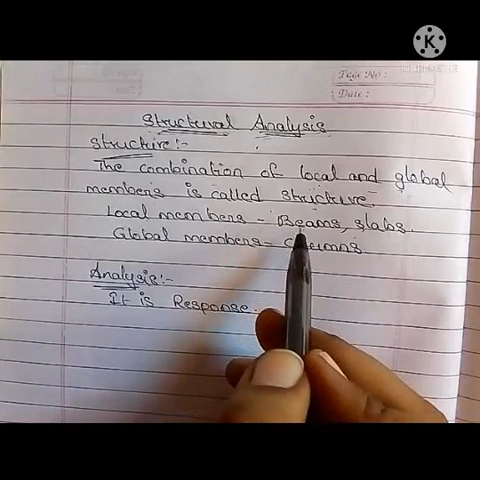 Page No :
Date :
Structural Analysis
Structure :-
The combination of local and global
members is called structure.
Local members - Beams, slabs.
Global members - Columns.
Analysis :-
It is Response.
K
KINEMASTER